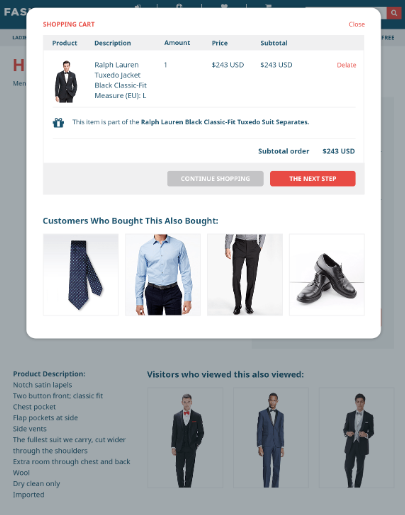 FAS
SHOPPING CART
Close
Product Description Amount Price Subtotal
Ralph Lauren
Tuxedo Jacket
Black Classic-Fit
Measure (EU): L
1 $243 USD $243 USD Delete
This item is part of the Ralph Lauren Black Classic-Fit Tuxedo Suit Separates.
Subtotal order $243 USD
CONTINUE SHOPPING THE NEXT STEP
Customers Who Bought This Also Bought:
FREE
H
Men
Product Description:
Notch satin lapels
Two button front; classic fit
Chest pocket
Flap pockets at side
Side vents
The fullest suit we carry, cut wider
through the shoulders
Extra room through chest and back
Wool
Dry clean only
Imported
Visitors who viewed this also viewed: